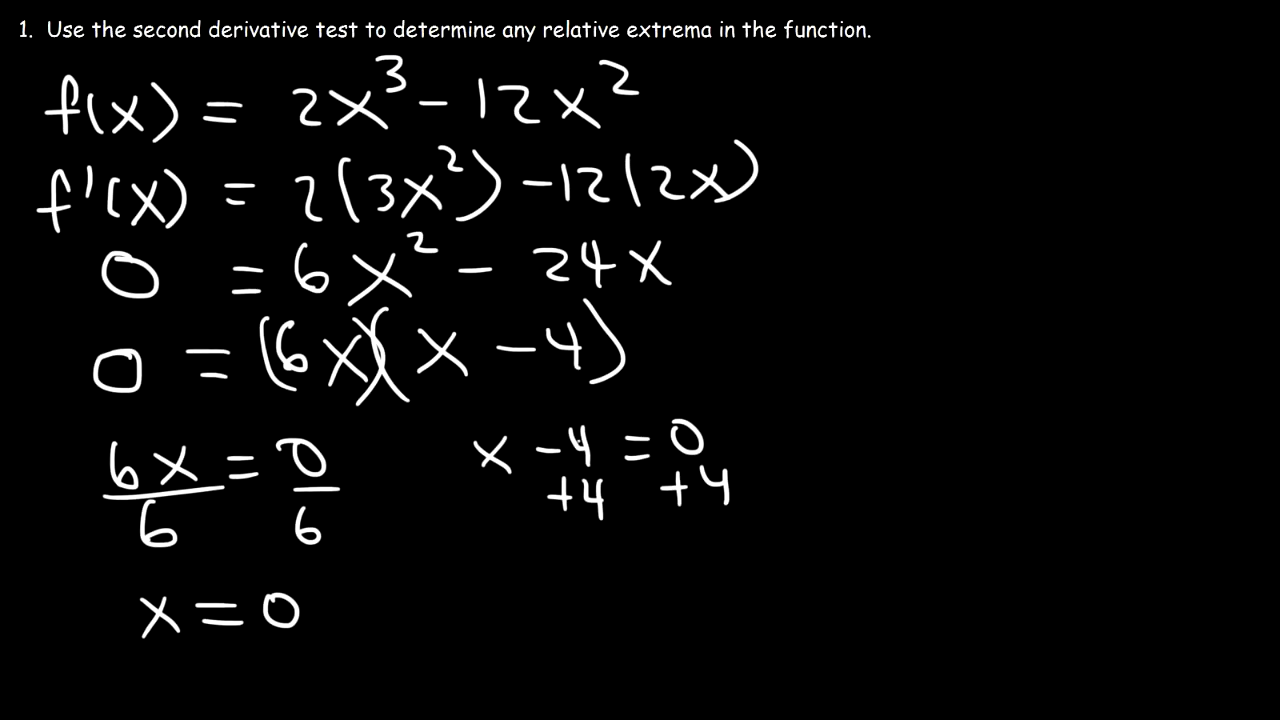 1. Use the second derivative test to determine any relative extrema in the function.
f(x) = 2x³ - 12x²
f'(x) = 2(3x²) - 12(2x)
0 = 6x² - 24x
0 = (6x)(x - 4)
6x = 0 x - 4 = 0
6 6 +4 +4
x = 0